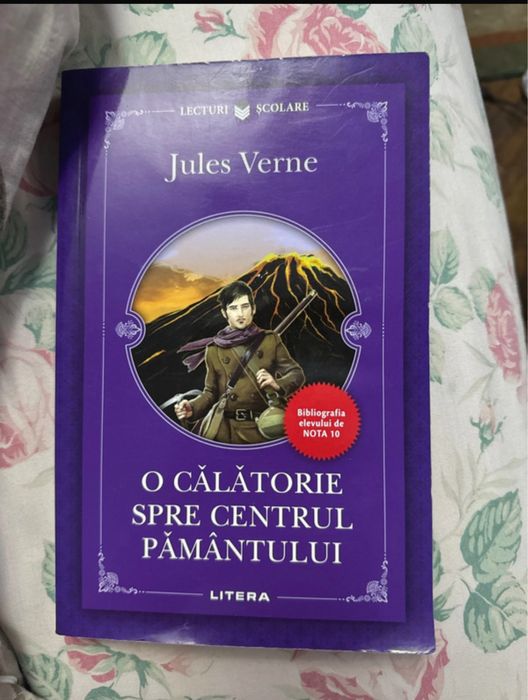 LECTURI ȘCOLARE
Jules Verne
Bibliografia
elevului de
NOTA 10
O CĂLĂTORIE
SPRE CENTRUL
PĂMÂNTULUI
LITERA